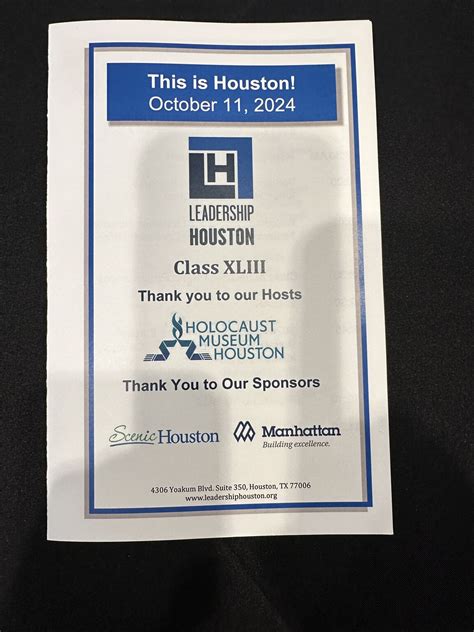 This is Houston!
October 11, 2024
LH
LEADERSHIP
HOUSTON
Class XLIII
Thank you to our Hosts
HOLOCAUST
MUSEUM
HOUSTON
Thank You to Our Sponsors
Scenic Houston
Manhattan
Building excellence.
4306 Yoakum Blvd. Suite 350, Houston, TX 77006
www.leadershiphouston.org